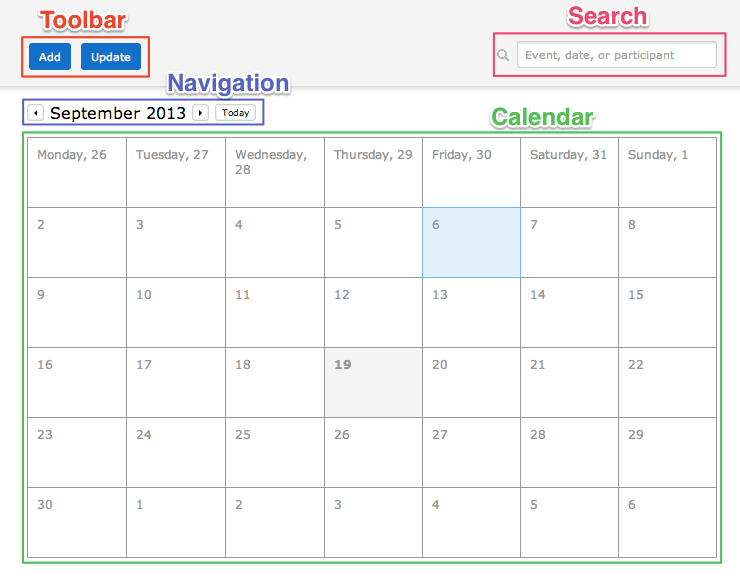 Toolbar
Search
Add Update
Event, date, or participant
Navigation
September 2013 Today
Calendar
Monday, 26 Tuesday, 27 Wednesday, 28 Thursday, 29 Friday, 30 Saturday, 31 Sunday, 1
2 3 4 5 6 7 8
9 10 11 12 13 14 15
16 17 18 19 20 21 22
23 24 25 26 27 28 29
30 1 2 3 4 5 6